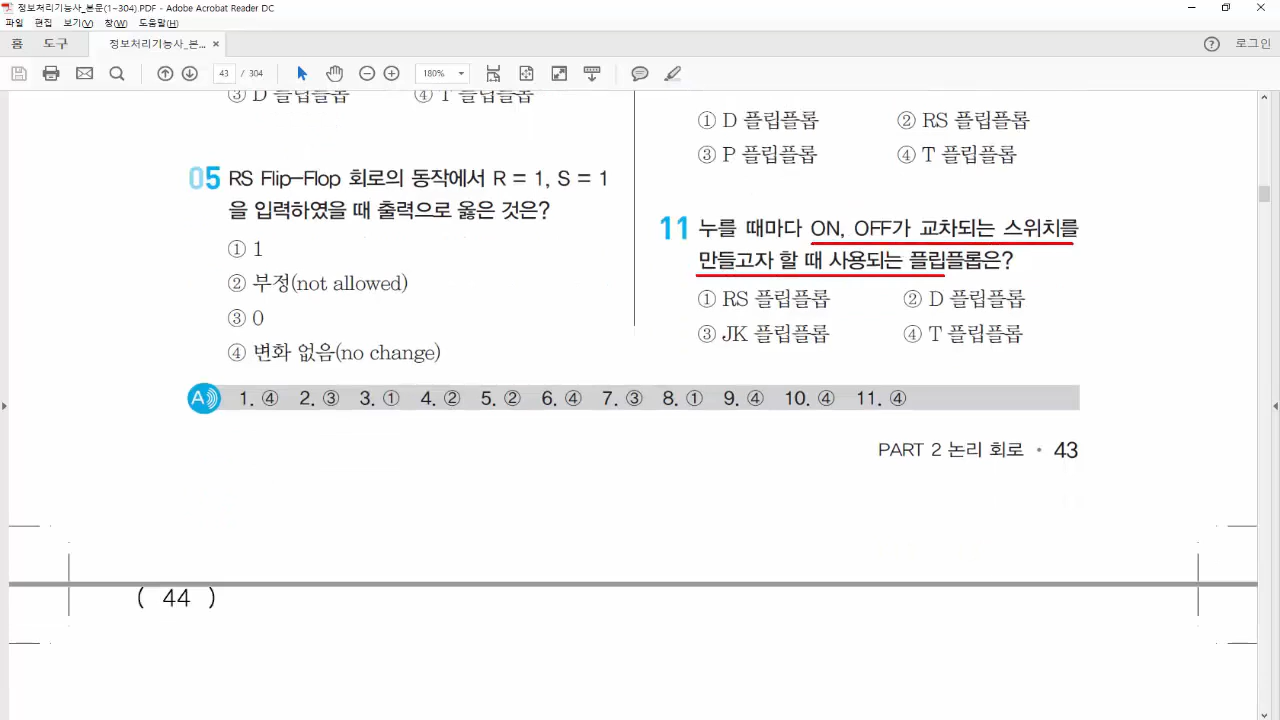 정보처리기능사_본문(1~304).PDF - Adobe Acrobat Reader DC
파일 편집 보기(V) 창(W) 도움말(H)
홈 도구 정보처리기능사_본... × ? 로그인
43 / 304 180%
③ D 플립플롭 ④ T 플립플롭
05 RS Flip-Flop 회로의 동작에서 R = 1, S = 1
을 입력하였을 때 출력으로 옳은 것은?
① 1
② 부정(not allowed)
③ 0
④ 변화 없음(no change)
① D 플립플롭 ② RS 플립플롭
③ P 플립플롭 ④ T 플립플롭
11 누를 때마다 ON, OFF가 교차되는 스위치를
만들고자 할 때 사용되는 플립플롭은?
① RS 플립플롭 ② D 플립플롭
③ JK 플립플롭 ④ T 플립플롭
A 1. ④ 2. ③ 3. ① 4. ② 5. ② 6. ④ 7. ③ 8. ① 9. ④ 10. ④ 11. ④
PART 2 논리 회로 • 43
( 44 )